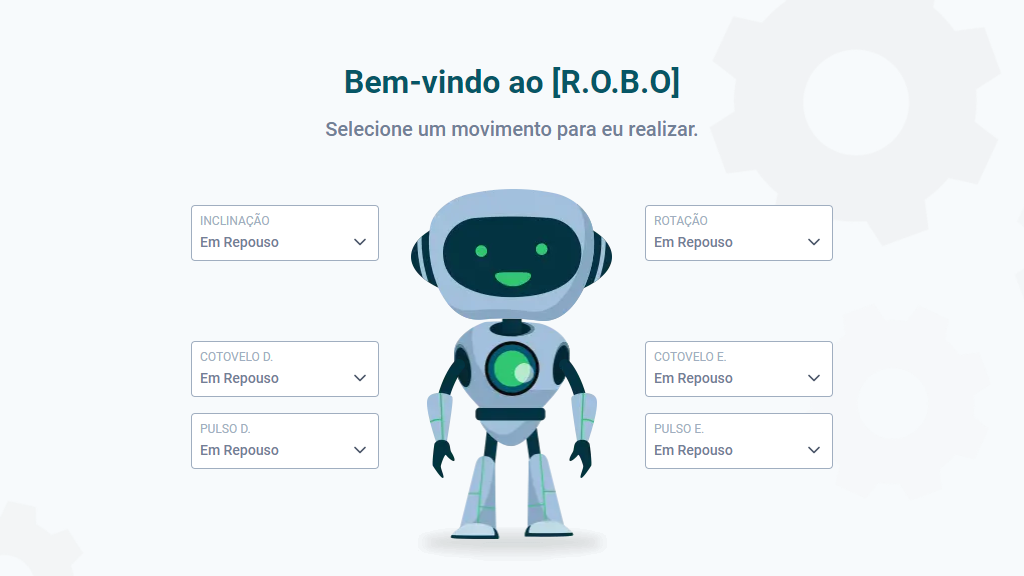 Bem-vindo ao [R.O.B.O]
Selecione um movimento para eu realizar.
INCLINAÇÃO
Em Repouso
ROTAÇÃO
Em Repouso
COTOVELO D.
Em Repouso
COTOVELO E.
Em Repouso
PULSO D.
Em Repouso
PULSO E.
Em Repouso